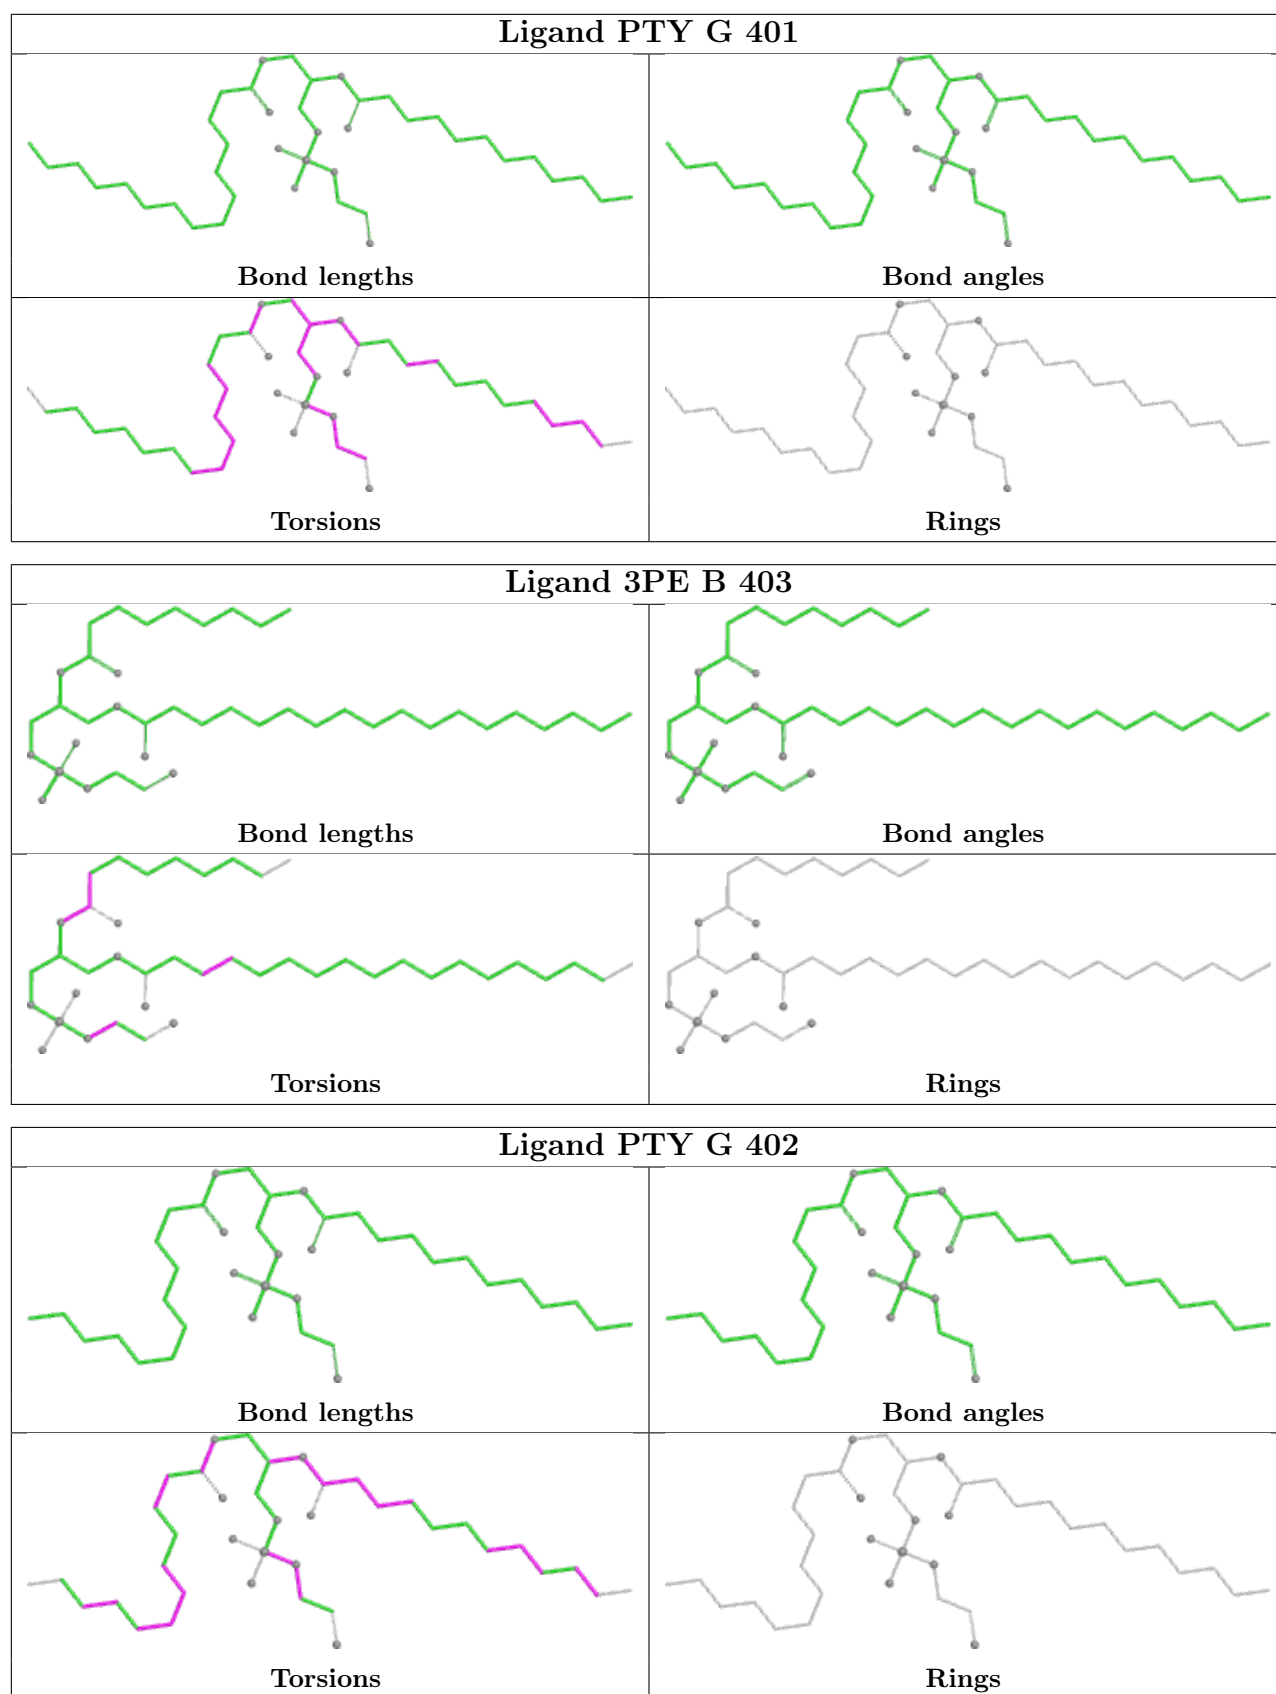 Ligand PTY G 401
Bond lengths
Bond angles
Torsions
Rings
Ligand 3PE B 403
Bond lengths
Bond angles
Torsions
Rings
Ligand PTY G 402
Bond lengths
Bond angles
Torsions
Rings